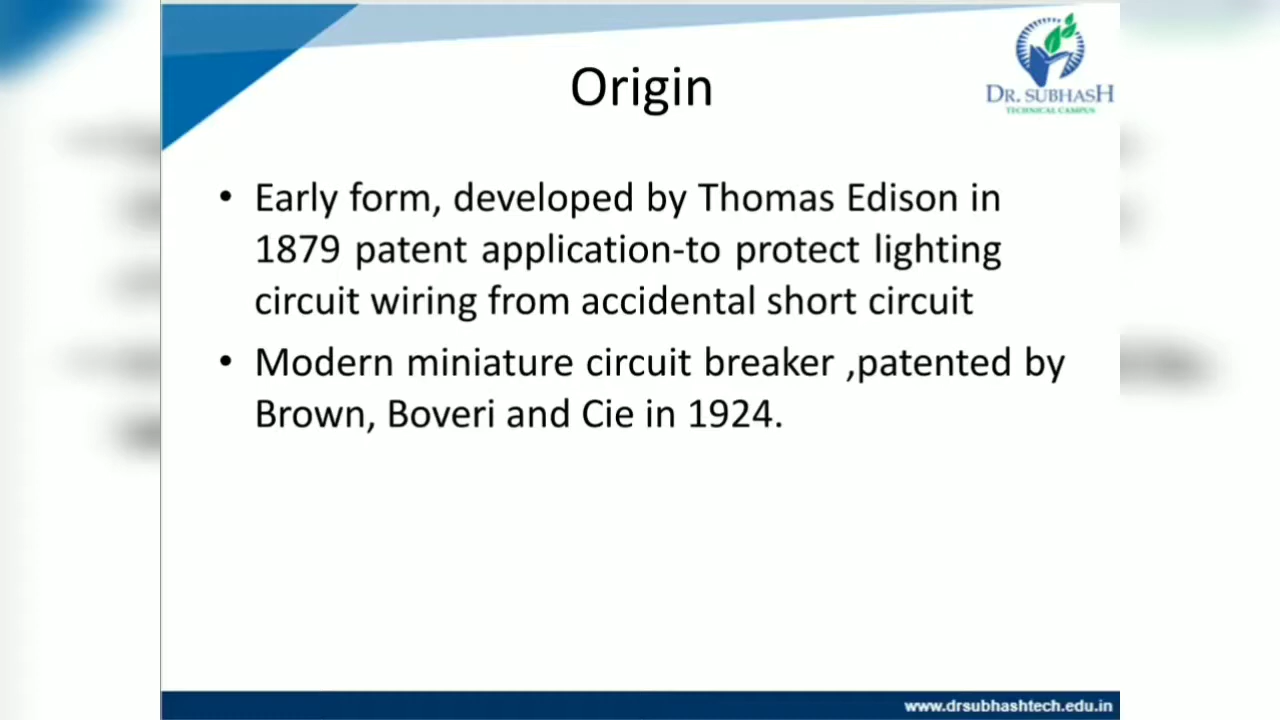 Origin
DR. SUBHASH
TECHNICAL CAMPUS
• Early form, developed by Thomas Edison in
1879 patent application-to protect lighting
circuit wiring from accidental short circuit
• Modern miniature circuit breaker ,patented by
Brown, Boveri and Cie in 1924.
www.drsubhashtech.edu.in